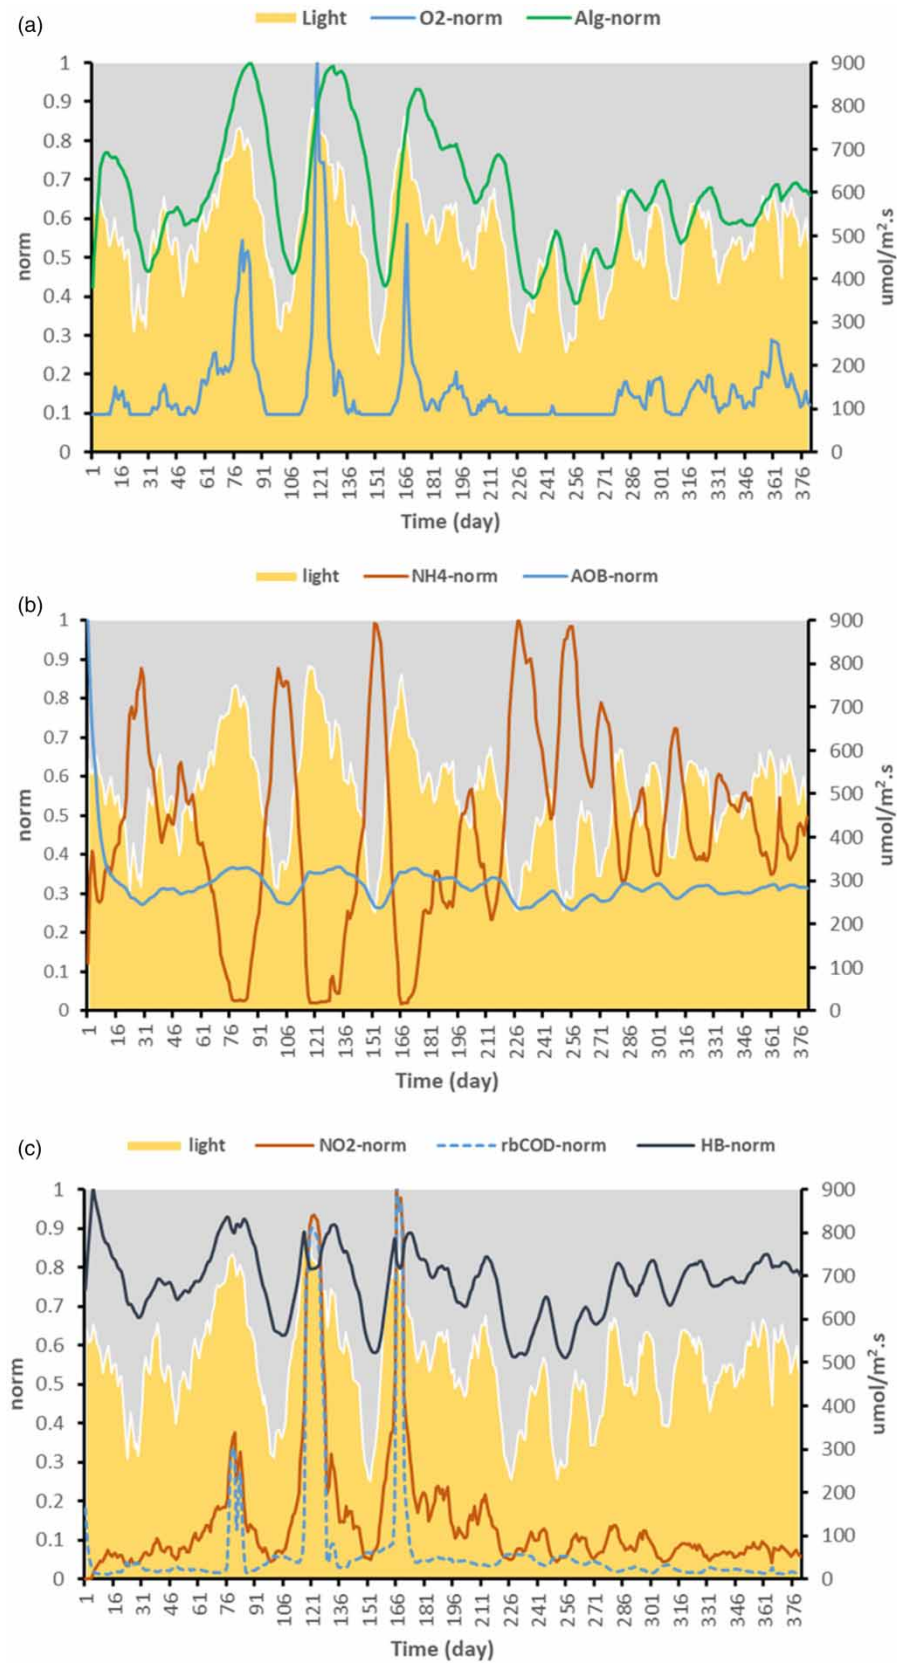 (a)
Light O2-norm Alg-norm
1 900
0.9 800
0.8 700
0.7 600
0.6 500
0.5 400
0.4 300
0.3 200
0.2 100
0.1 0
0
norm
umol/m².s
1 16 31 46 61 76 91 106 121 136 151 166 181 196 211 226 241 256 271 286 301 316 331 346 361 376
Time (day)
(b)
light NH4-norm AOB-norm
1 900
0.9 800
0.8 700
0.7 600
0.6 500
0.5 400
0.4 300
0.3 200
0.2 100
0.1 0
0
norm
umol/m².s
1 16 31 46 61 76 91 106 121 136 151 166 181 196 211 226 241 256 271 286 301 316 331 346 361 376
Time (day)
(c)
light NO2-norm rbCOD-norm HB-norm
1 900
0.9 800
0.8 700
0.7 600
0.6 500
0.5 400
0.4 300
0.3 200
0.2 100
0.1 0
0
norm
umol/m².s
1 16 31 46 61 76 91 106 121 136 151 166 181 196 211 226 241 256 271 286 301 316 331 346 361 376
Time (day)